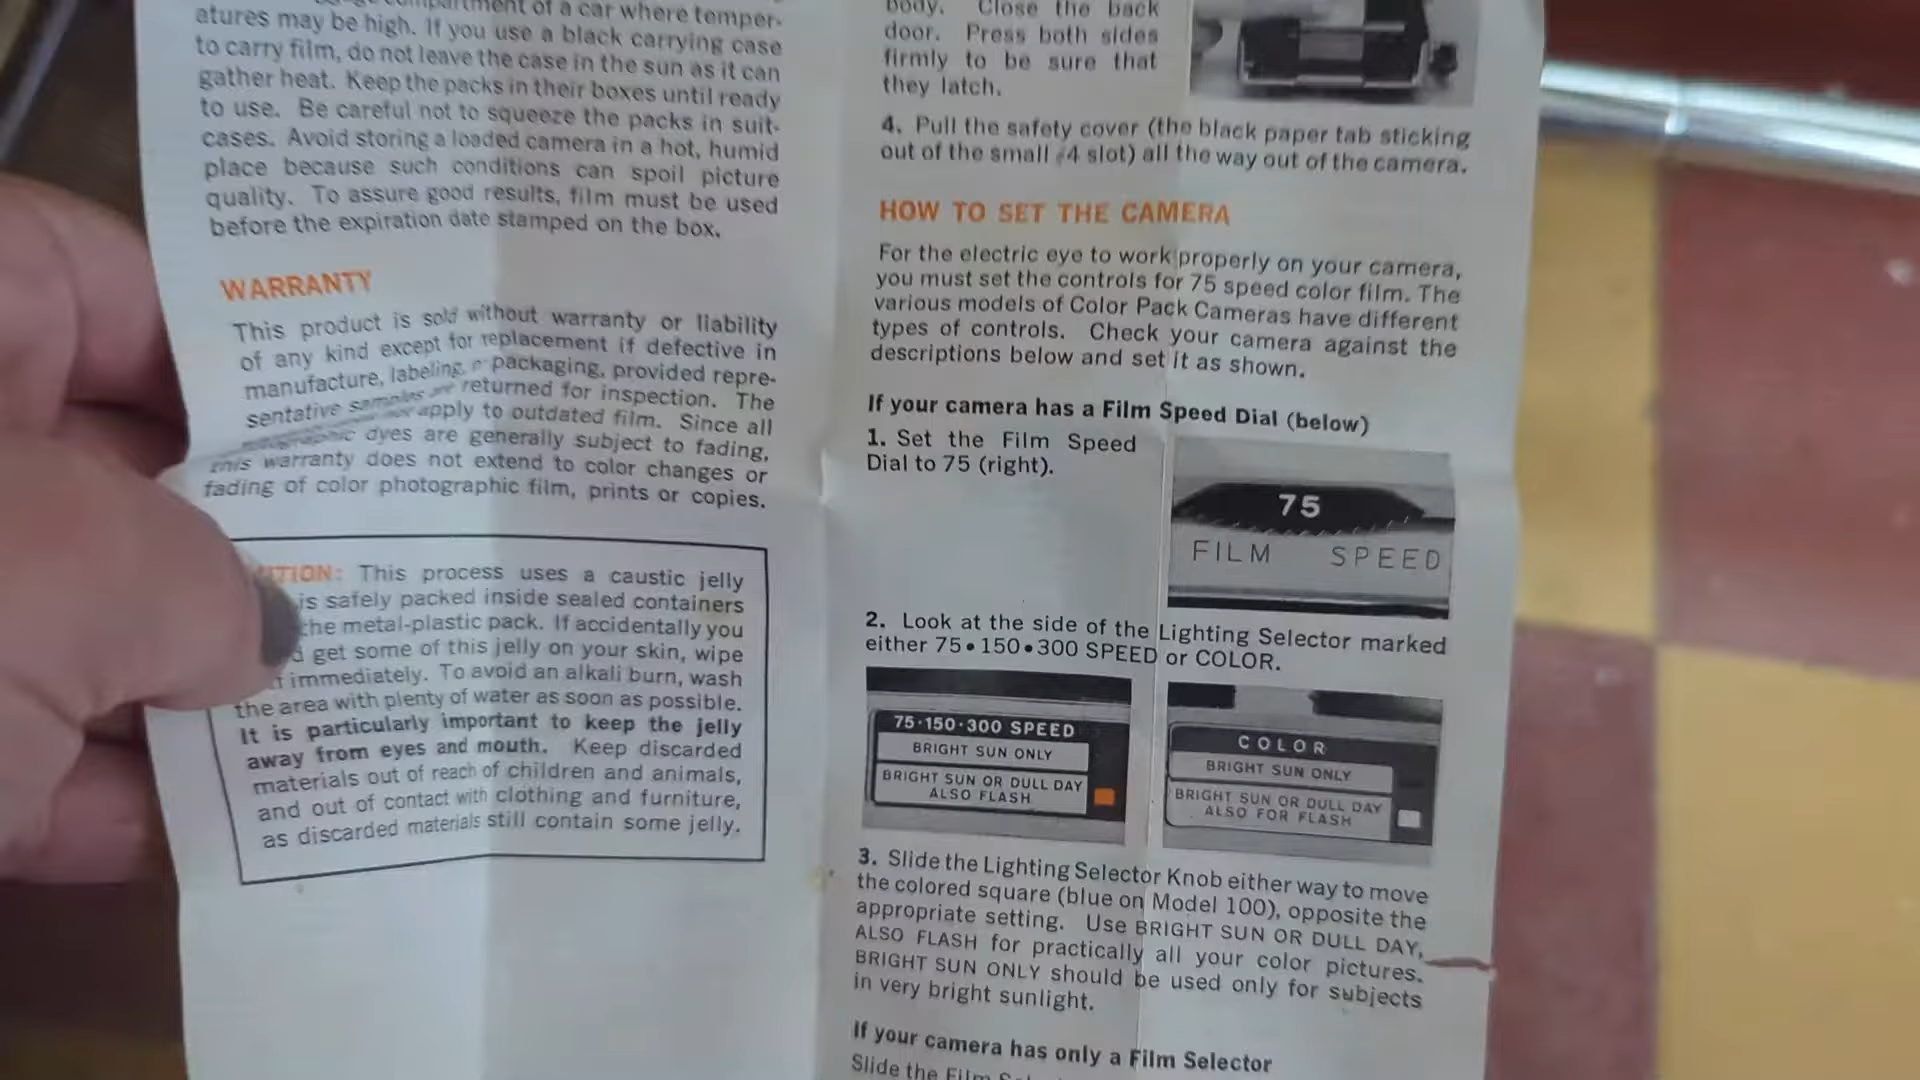 compartment of a car where temper-
atures may be high. If you use a black carrying case
to carry film, do not leave the case in the sun as it can
gather heat. Keep the packs in their boxes until ready
to use. Be careful not to squeeze the packs in suit-
cases. Avoid storing a loaded camera in a hot, humid
place because such conditions can spoil picture
quality. To assure good results, film must be used
before the expiration date stamped on the box.
WARRANTY
This product is sold without warranty or liability
of any kind except for replacement if defective in
manufacture, labeling, packaging, provided repre-
sentative samples are returned for inspection. The
not apply to outdated film. Since all
dyes are generally subject to fading,
this warranty does not extend to color changes or
fading of color photographic film, prints or copies.
This process uses a caustic jelly
is safely packed inside sealed containers
the metal-plastic pack. If accidentally you
get some of this jelly on your skin, wipe
immediately. To avoid an alkali burn, wash
the area with plenty of water as soon as possible.
It is particularly important to keep the jelly
away from eyes and mouth. Keep discarded
materials out of reach of children and animals,
and out of contact with clothing and furniture,
as discarded materials still contain some jelly.
body. Close the back
door. Press both sides
firmly to be sure that
they latch.
4. Pull the safety cover (the black paper tab sticking
out of the small #4 slot) all the way out of the camera.
HOW TO SET THE CAMERA
For the electric eye to work properly on your camera,
you must set the controls for 75 speed color film. The
various models of Color Pack Cameras have different
types of controls. Check your camera against the
descriptions below and set it as shown.
If your camera has a Film Speed Dial (below)
1. Set the Film Speed
Dial to 75 (right).
75
FILM SPEED
2. Look at the side of the Lighting Selector marked
either 75•150•300 SPEED or COLOR.
75·150·300 SPEED
BRIGHT SUN ONLY
BRIGHT SUN OR DULL DAY
ALSO FLASH
COLOR
BRIGHT SUN ONLY
BRIGHT SUN OR DULL DAY
ALSO FOR FLASH
3. Slide the Lighting Selector Knob either way to move
the colored square (blue on Model 100), opposite the
appropriate setting. Use BRIGHT SUN OR DULL DAY,
ALSO FLASH for practically all your color pictures.
BRIGHT SUN ONLY should be used only for subjects
in very bright sunlight.
If your camera has only a Film Selector
Slide the Film